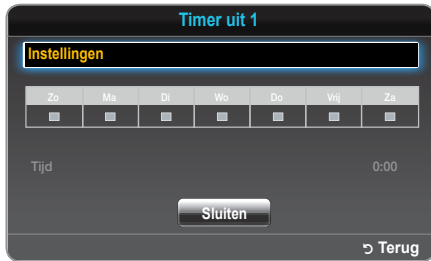 Timer uit 1
Instellingen
Zo Ma Di Wo Do Vrij Za
Tijd 0:00
Sluiten
Terug